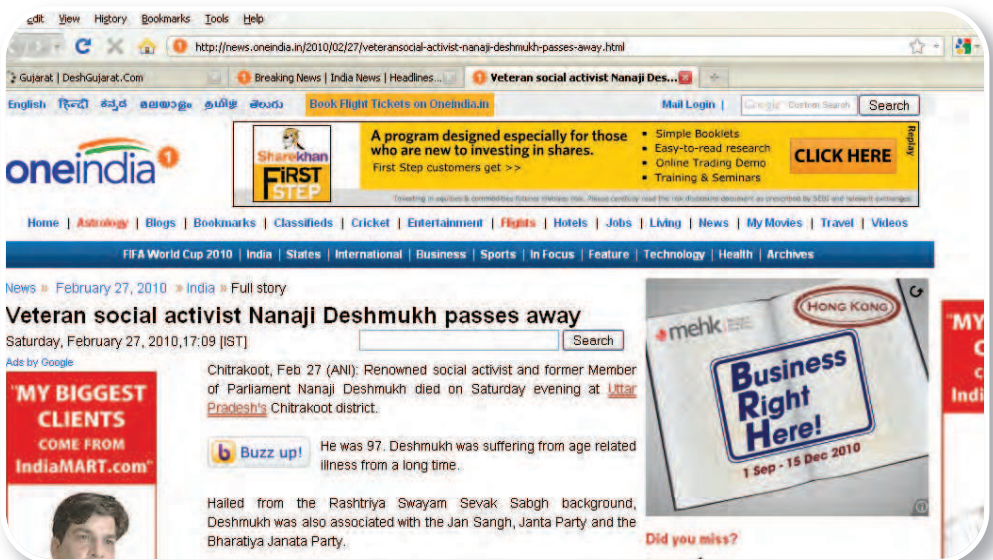 Edit View History Bookmarks Tools Help
http://news.oneindia.in/2010/02/27/veteransocial-activist-nanaji-deshmukh-passes-away.html
Gujarat | DeshGujarat.Com
Breaking News | India News | Headlines...
Veteran social activist Nanaji Des...
English हिन्दी ಕನ್ನಡ മലയാളം தமிழ் తెలుగు
Book Flight Tickets on Oneindia.in
Mail Login |
Google Custom Search
Search
oneindia
Sharekhan
FiRST
STEP
A program designed especially for those
who are new to investing in shares.
First Step customers get >>
• Simple Booklets
• Easy-to-read research
• Online Trading Demo
• Training & Seminars
CLICK HERE
Replay
Home | Astrology | Blogs | Bookmarks | Classifieds | Cricket | Entertainment | Flights | Hotels | Jobs | Living | News | My Movies | Travel | Videos
FIFA World Cup 2010 | India | States | International | Business | Sports | In Focus | Feature | Technology | Health | Archives
News » February 27, 2010 » India » Full story
Veteran social activist Nanaji Deshmukh passes away
Saturday, February 27, 2010,17:09 [IST]
Search
Ads by Google
"MY BIGGEST
CLIENTS
COME FROM
IndiaMART.com"
Chitrakoot, Feb 27 (ANI): Renowned social activist and former Member
of Parliament Nanaji Deshmukh died on Saturday evening at Uttar
Pradesh's Chitrakoot district.
b Buzz up!
He was 97. Deshmukh was suffering from age related
illness from a long time.
Hailed from the Rashtriya Swayam Sevak Sabgh background,
Deshmukh was also associated with the Jan Sangh, Janta Party and the
Bharatiya Janata Party.
mehk
HONG KONG
Business
Right
Here!
1 Sep - 15 Dec 2010
Did you miss?
"MY
C
Indi